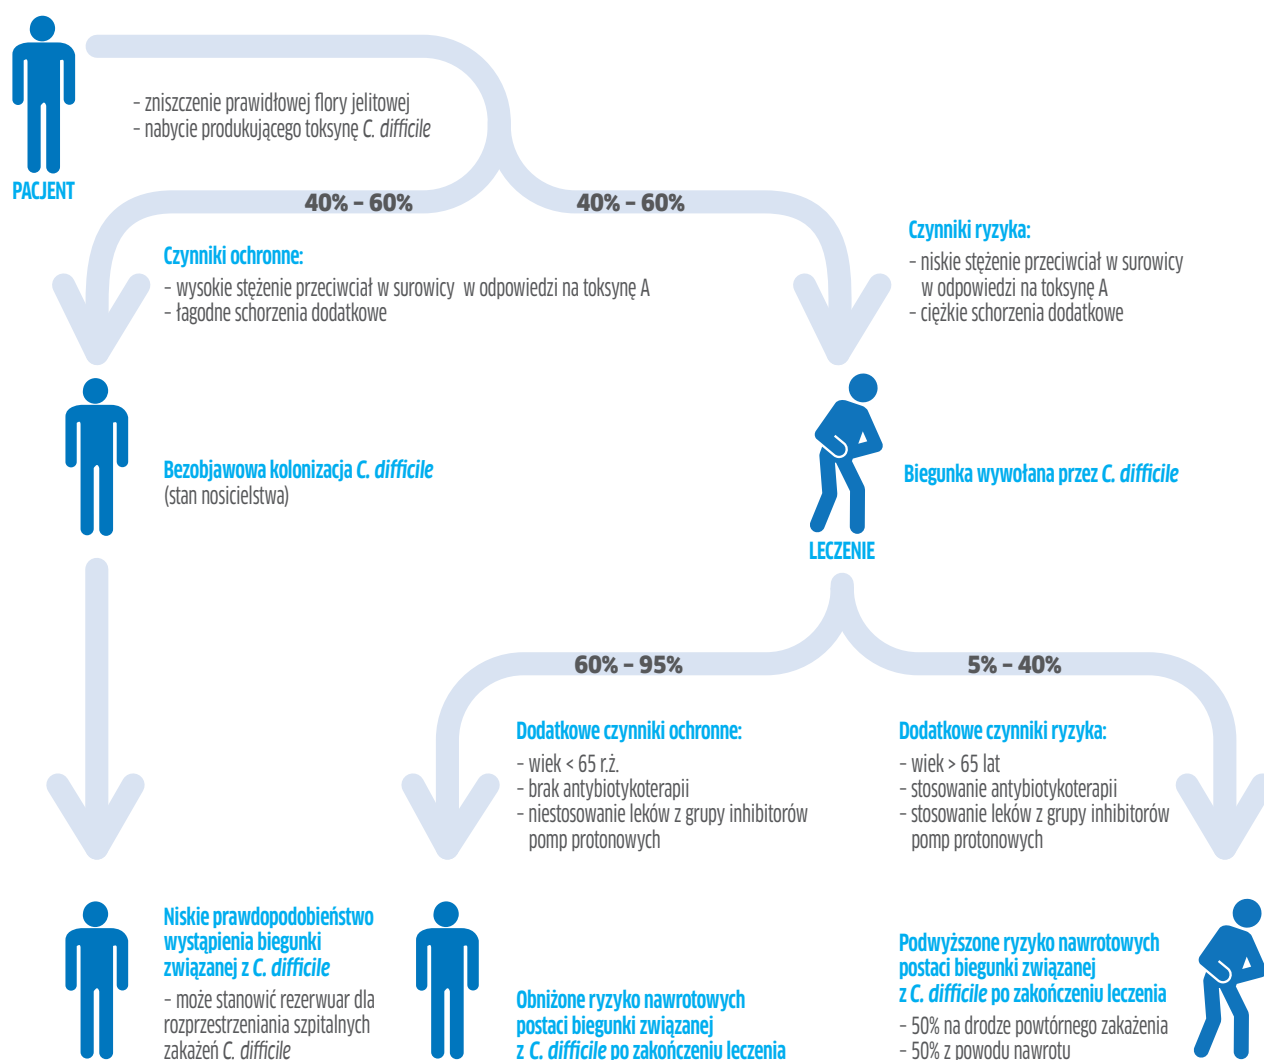 – zniszczenie prawidłowej flory jelitowej
– nabycie produkującego toksynę C. difficile
PACJENT
40% – 60%
40% – 60%
Czynniki ochronne:
– wysokie stężenie przeciwciał w surowicy w odpowiedzi na toksynę A
– łagodne schorzenia dodatkowe
Czynniki ryzyka:
– niskie stężenie przeciwciał w surowicy
w odpowiedzi na toksynę A
– ciężkie schorzenia dodatkowe
Bezobjawowa kolonizacja C. difficile
(stan nosicielstwa)
Biegunka wywołana przez C. difficile
LECZENIE
60% – 95%
5% – 40%
Dodatkowe czynniki ochronne:
– wiek < 65 r.ż.
– brak antybiotykoterapii
– niestosowanie leków z grupy inhibitorów
pomp protonowych
Dodatkowe czynniki ryzyka:
– wiek > 65 lat
– stosowanie antybiotykoterapii
– stosowanie leków z grupy inhibitorów
pomp protonowych
Niskie prawdopodobieństwo
wystąpienia biegunki
związanej z C. difficile
– może stanowić rezerwuar dla
rozprzestrzeniania szpitalnych
zakażeń C. difficile
Obniżone ryzyko nawrotowych
postaci biegunki związanej
z C. difficile po zakończeniu leczenia
Podwyższone ryzyko nawrotowych
postaci biegunki związanej
z C. difficile po zakończeniu leczenia
– 50% na drodze powtórnego zakażenia
– 50% z powodu nawrotu